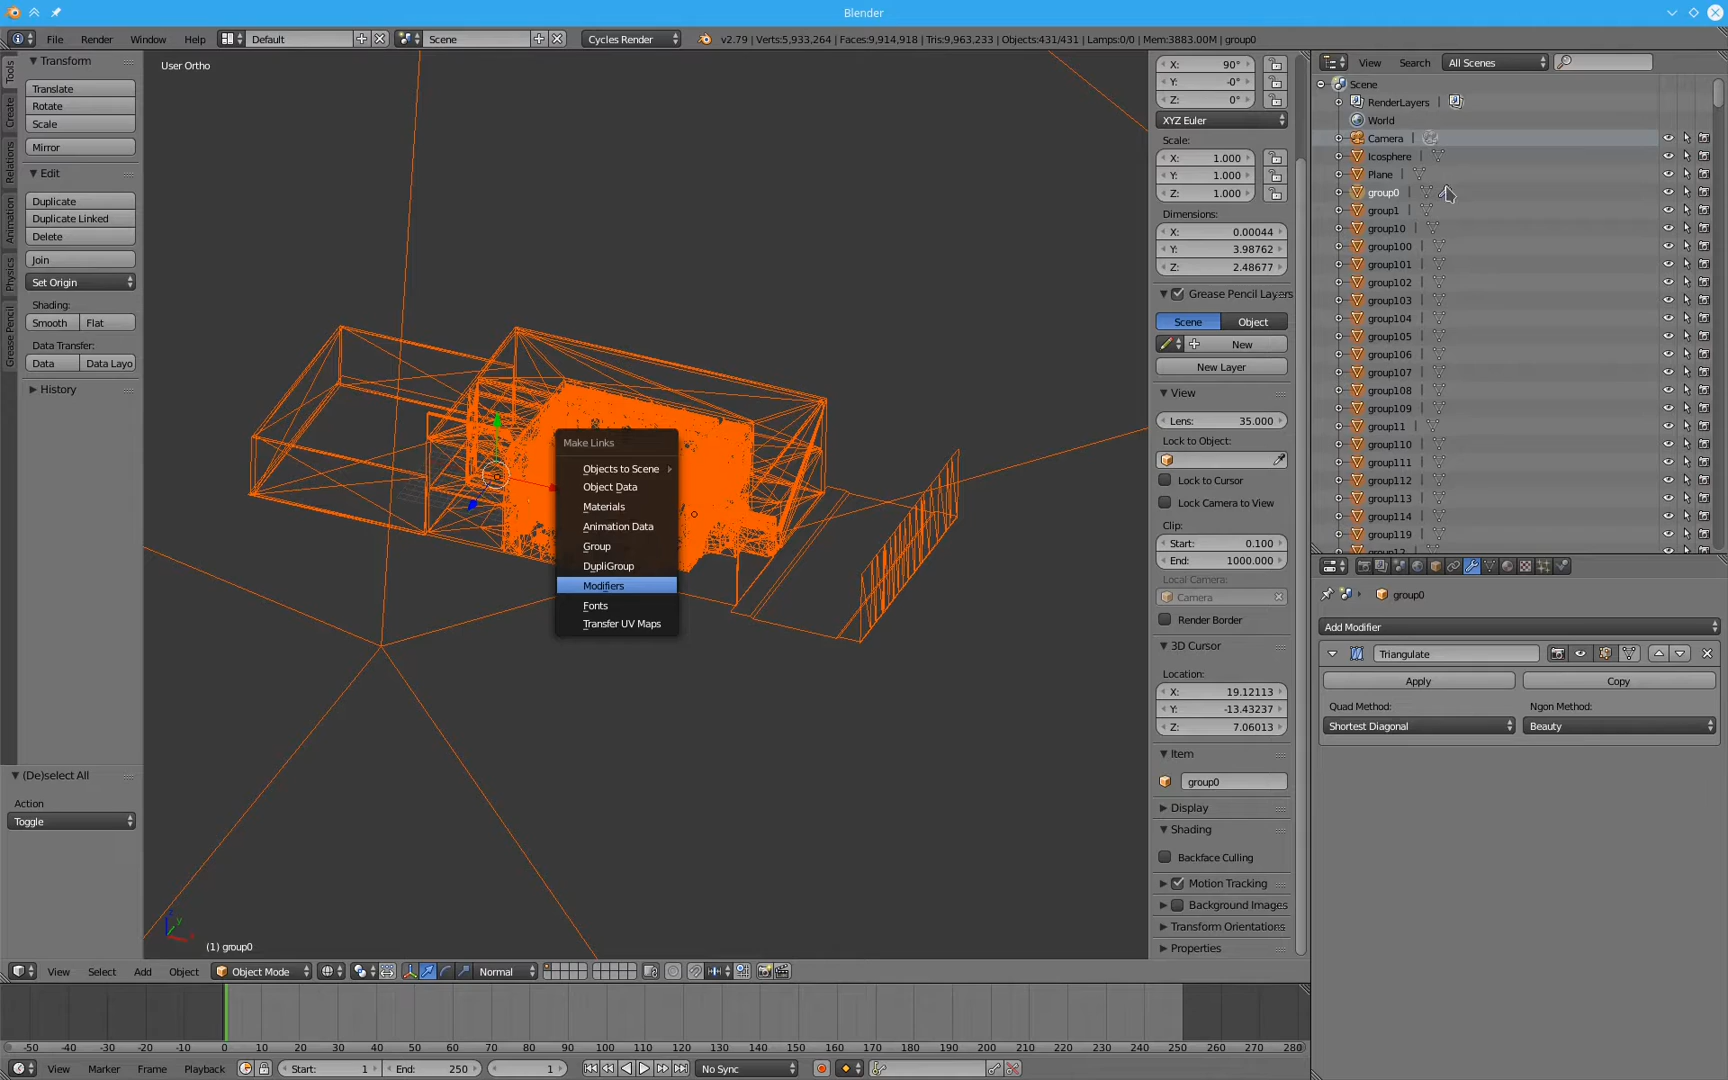 Blender
File
Render
Window
Help
Default
Scene
Cycles Render
v2.79 | Verts:5,933,264 | Faces:9,914,918 | Tris:9,963,233 | Objects:431/431 | Lamps:0/0 | Mem:3883.00M | group0
Tools
Create
Relations
Animation
Physics
Grease Pencil
Transform
Translate
Rotate
Scale
Mirror
Edit
Duplicate
Duplicate Linked
Delete
Join
Set Origin
Shading:
Smooth
Flat
Data Transfer:
Data
Data Layo
History
(De)select All
Action
Toggle
User Ortho
Make Links
Objects to Scene
Object Data
Materials
Animation Data
Group
DupliGroup
Modifiers
Fonts
Transfer UV Maps
(1) group0
X: 90°
Y: -0°
Z: 0°
XYZ Euler
Scale:
X: 1.000
Y: 1.000
Z: 1.000
Dimensions:
X: 0.00044
Y: 3.98762
Z: 2.48677
Grease Pencil Layers
Scene
Object
New
New Layer
View
Lens: 35.000
Lock to Object:
Lock to Cursor
Lock Camera to View
Clip:
Start: 0.100
End: 1000.000
Local Camera:
Camera
Render Border
3D Cursor
Location:
X: 19.12113
Y: -13.43237
Z: 7.06013
Item
group0
Display
Shading
Backface Culling
Motion Tracking
Background Images
Transform Orientations
Properties
View
Search
All Scenes
Scene
RenderLayers
World
Camera
Icosphere
Plane
group0
group1
group10
group100
group101
group102
group103
group104
group105
group106
group107
group108
group109
group11
group110
group111
group112
group113
group114
group119
group12
group0
Add Modifier
Triangulate
Apply
Copy
Quad Method:
Ngon Method:
Shortest Diagonal
Beauty
View
Select
Add
Object
Object Mode
Normal
-50 -40 -30 -20 -10 0 10 20 30 40 50 60 70 80 90 100 110 120 130 140 150 160 170 180 190 200 210 220 230 240 250 260 270 280
View
Marker
Frame
Playback
Start: 1
End: 250
1
No Sync